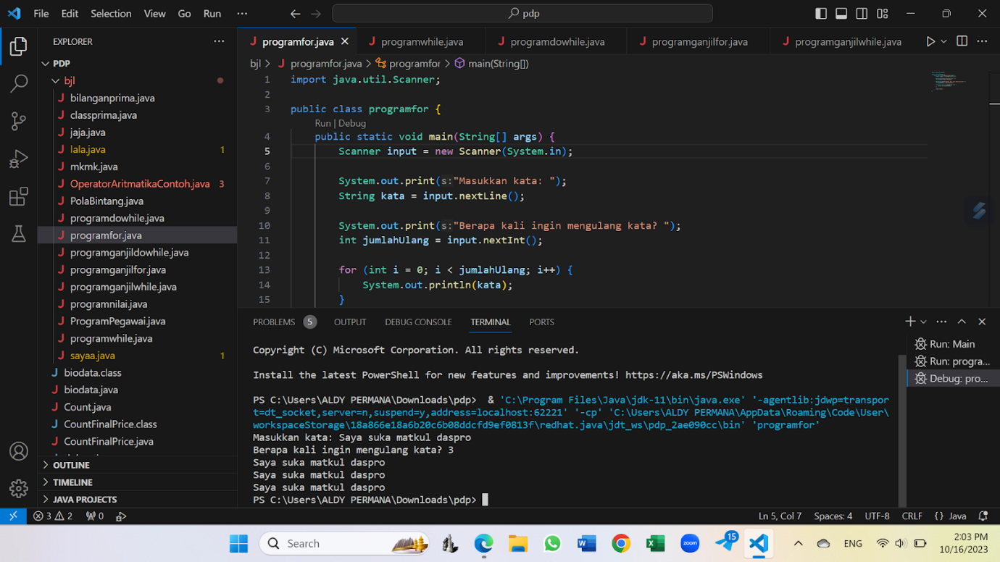 File Edit Selection View Go Run ··· pdp
EXPLORER ···
PDP
bjl
bilanganprima.java
classprima.java
jaja.java
lala.java 1
mkmk.java
OperatorAritmatikaContoh.java 3
PolaBintang.java
programdowhile.java
programfor.java
programganjildowhile.java
programganjilfor.java
programganjilwhile.java
programnilai.java
ProgramPegawai.java
programwhile.java
sayaa.java 1
biodata.class
biodata.java
Count.java
CountFinalPrice.class
CountFinalPrice.java
OUTLINE
TIMELINE
JAVA PROJECTS
programfor.java programwhile.java programdowhile.java programganjilfor.java programganjilwhile.java
bjl > programfor.java > programfor > main(String[])
1 import java.util.Scanner;
2
3 public class programfor {
Run | Debug
4 public static void main(String[] args) {
5 Scanner input = new Scanner(System.in);
6
7 System.out.print(s:"Masukkan kata: ");
8 String kata = input.nextLine();
9
10 System.out.print(s:"Berapa kali ingin mengulang kata? ");
11 int jumlahUlang = input.nextInt();
12
13 for (int i = 0; i < jumlahUlang; i++) {
14 System.out.println(kata);
15 }
PROBLEMS 5 OUTPUT DEBUG CONSOLE TERMINAL PORTS
Copyright (C) Microsoft Corporation. All rights reserved.
Install the latest PowerShell for new features and improvements! https://aka.ms/PSWindows
PS C:\Users\ALDY PERMANA\Downloads\pdp> & 'C:\Program Files\Java\jdk-11\bin\java.exe' '-agentlib:jdwp=transpor
t=dt_socket,server=n,suspend=y,address=localhost:62221' '-cp' 'C:\Users\ALDY PERMANA\AppData\Roaming\Code\User\
workspaceStorage\18a866e18a6b20c6b08ddcfd9ef0813f\redhat.java\jdt_ws\pdp_2ae090cc\bin' 'programfor'
Masukkan kata: Saya suka matkul daspro
Berapa kali ingin mengulang kata? 3
Saya suka matkul daspro
Saya suka matkul daspro
Saya suka matkul daspro
PS C:\Users\ALDY PERMANA\Downloads\pdp>
Run: Main
Run: progra...
Debug: pro...
3 2 0 Ln 5, Col 7 Spaces: 4 UTF-8 CRLF {} Java
Search zoom 15 ENG 2:03 PM
10/16/2023